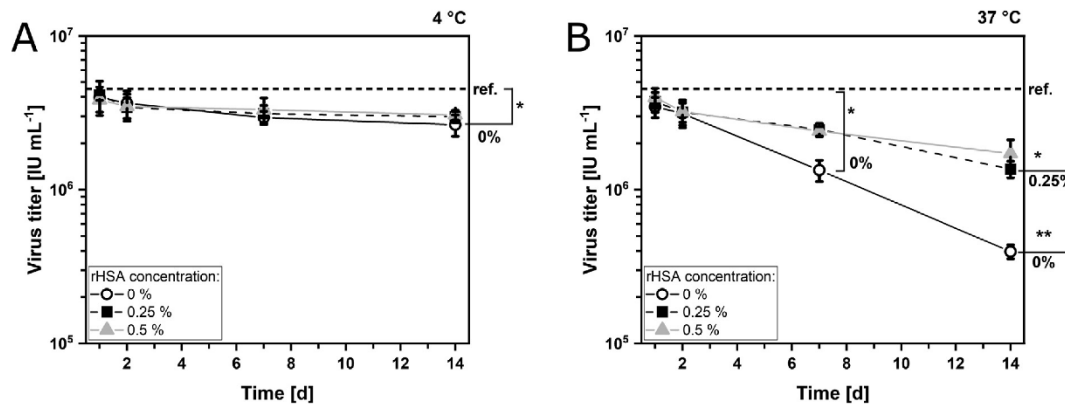 A
4 °C
10⁷
10⁶
10⁵
Virus titer [IU mL⁻¹]
ref.
*
0%
rHSA concentration:
0 %
0.25 %
0.5 %
2 4 6 8 10 12 14
Time [d]
B
37 °C
10⁷
10⁶
10⁵
Virus titer [IU mL⁻¹]
ref.
*
0%
*
0.25%
**
0%
rHSA concentration:
0 %
0.25 %
0.5 %
2 4 6 8 10 12 14
Time [d]